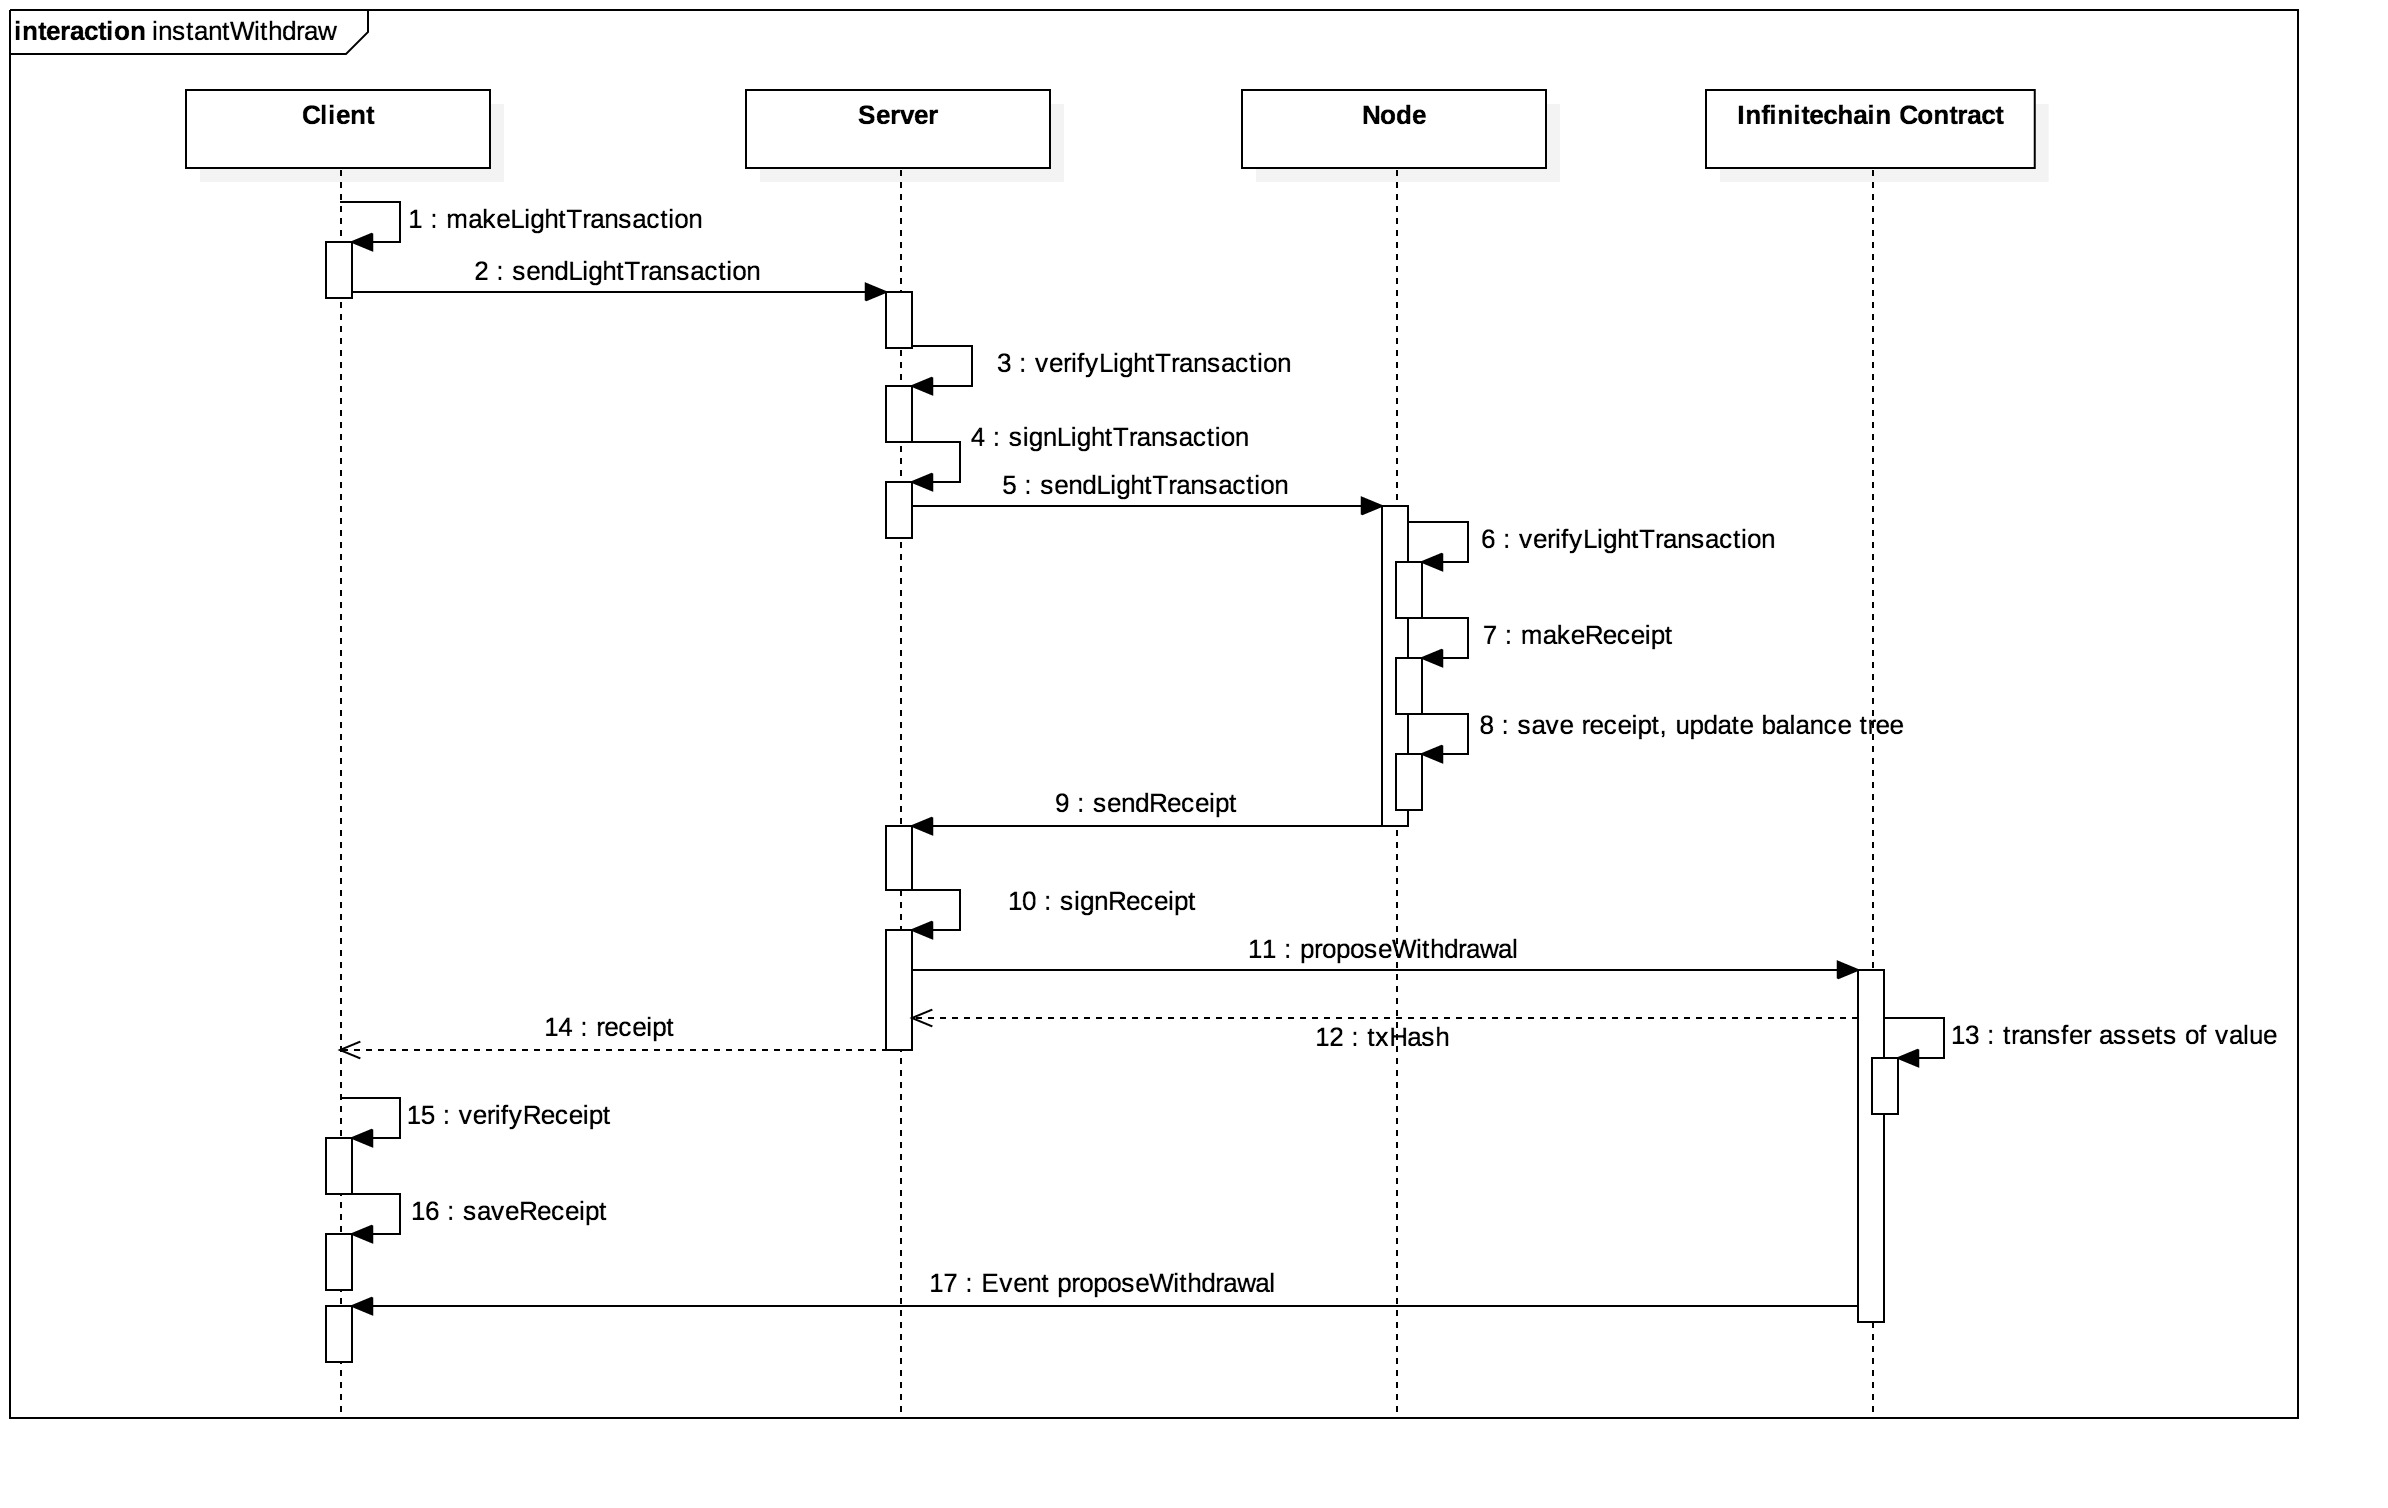 interaction instantWithdraw
Client
Server
Node
Infinitechain Contract
1 : makeLightTransaction
2 : sendLightTransaction
3 : verifyLightTransaction
4 : signLightTransaction
5 : sendLightTransaction
6 : verifyLightTransaction
7 : makeReceipt
8 : save receipt, update balance tree
9 : sendReceipt
10 : signReceipt
11 : proposeWithdrawal
12 : txHash
13 : transfer assets of value
14 : receipt
15 : verifyReceipt
16 : saveReceipt
17 : Event proposeWithdrawal